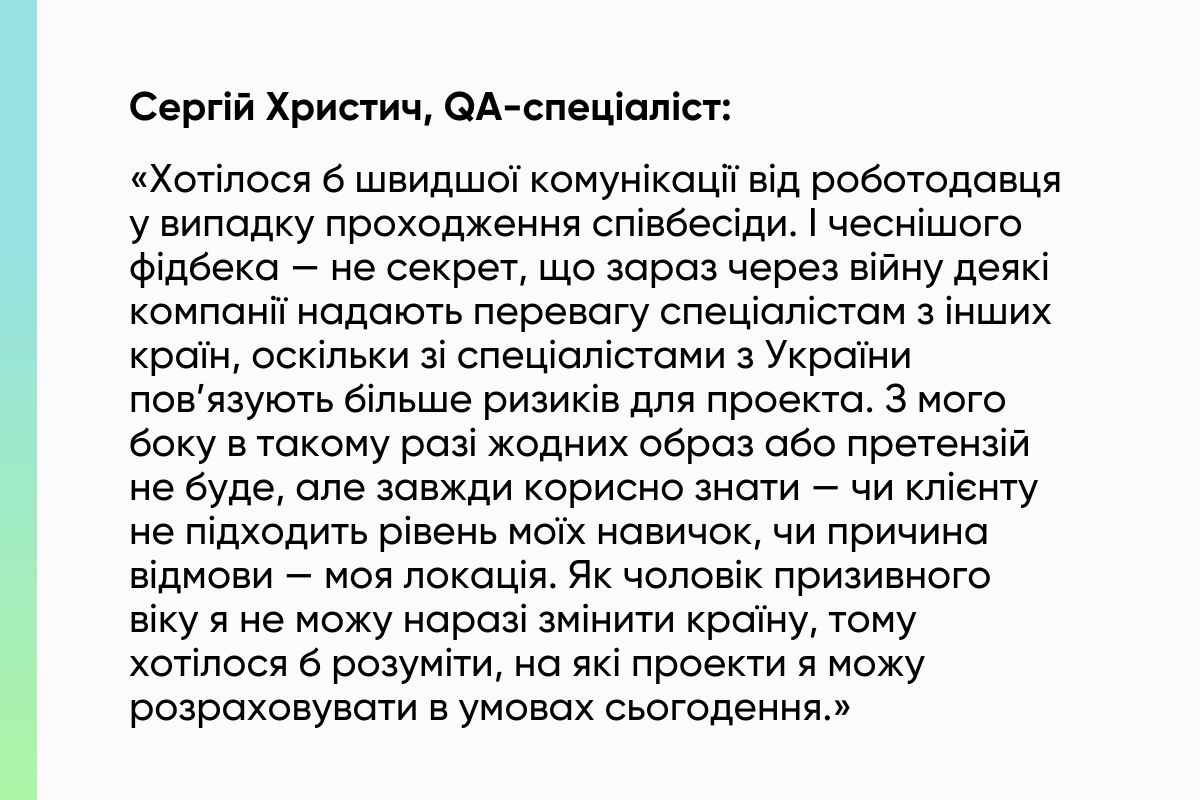 Сергій Христич, QA-спеціаліст:
«Хотілося б швидшої комунікації від роботодавця
у випадку проходження співбесіди. І чеснішого
фідбека — не секрет, що зараз через війну деякі
компанії надають перевагу спеціалістам з інших
країн, оскільки зі спеціалістами з України
пов’язують більше ризиків для проекта. З мого
боку в такому разі жодних образ або претензій
не буде, але завжди корисно знати — чи клієнту
не підходить рівень моїх навичок, чи причина
відмови — моя локація. Як чоловік призивного
віку я не можу наразі змінити країну, тому
хотілося б розуміти, на які проекти я можу
розраховувати в умовах сьогодення.»